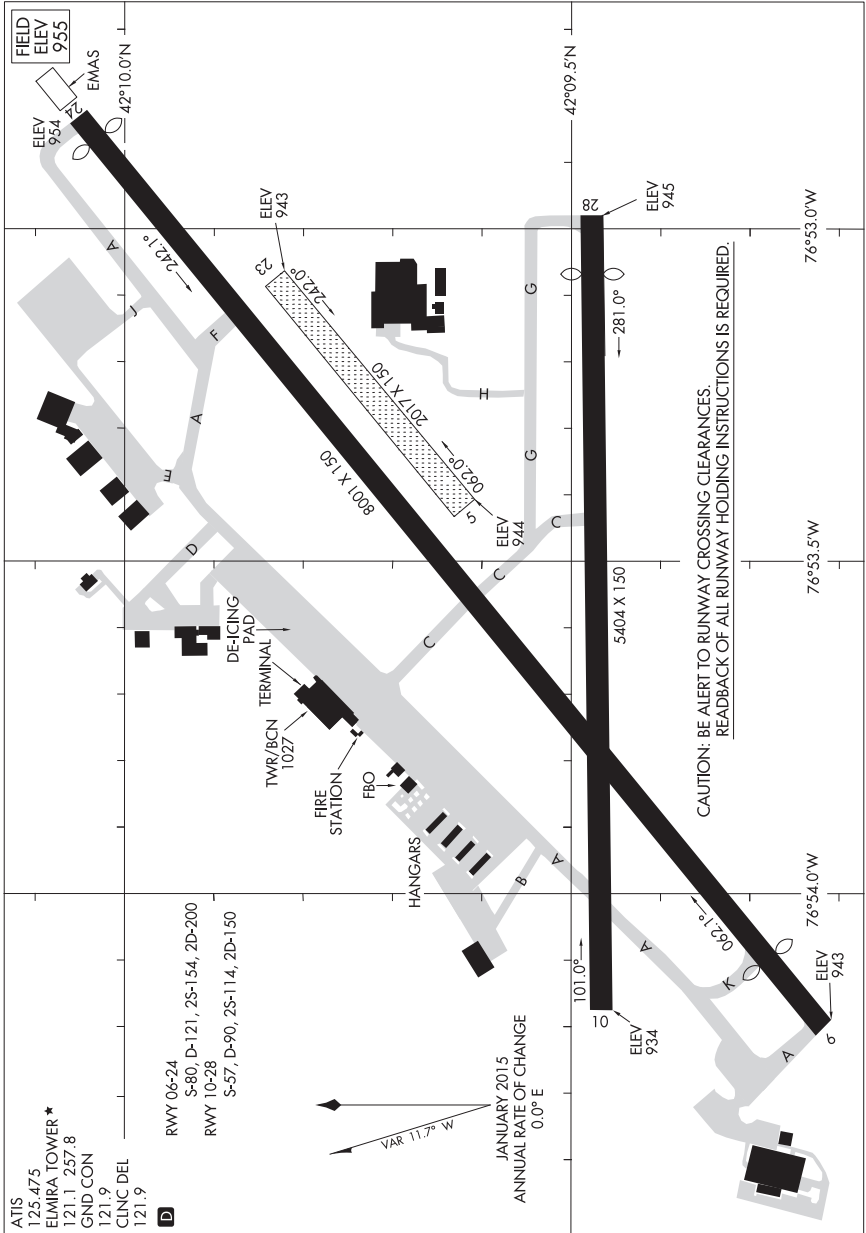 ATIS
125.475
ELMIRA TOWER★
121.1 257.8
GND CON
121.9
CLNC DEL
121.9
D
FIELD
ELEV
955
EMAS
ELEV
954
24
42°10.0'N
A
242.1°
J
F
A
E
D
ELEV
943
23
242.0°
2017 X 150
062.0°
5
ELEV
944
8001 X 150
H
G
G
42°09.5'N
28
ELEV
945
76°53.0'W
281.0°
C
C
C
76°53.5'W
5404 X 150
DE-ICING
PAD
TERMINAL
TWR/BCN
1027
FIRE
STATION
FBO
HANGARS
B
A
A
K
A
76°54.0'W
062.1°
101.0°
10
ELEV
934
ELEV
943
6
RWY 06-24
S-80, D-121, 2S-154, 2D-200
RWY 10-28
S-57, D-90, 2S-114, 2D-150
VAR 11.7° W
JANUARY 2015
ANNUAL RATE OF CHANGE
0.0° E
CAUTION: BE ALERT TO RUNWAY CROSSING CLEARANCES.
READBACK OF ALL RUNWAY HOLDING INSTRUCTIONS IS REQUIRED.